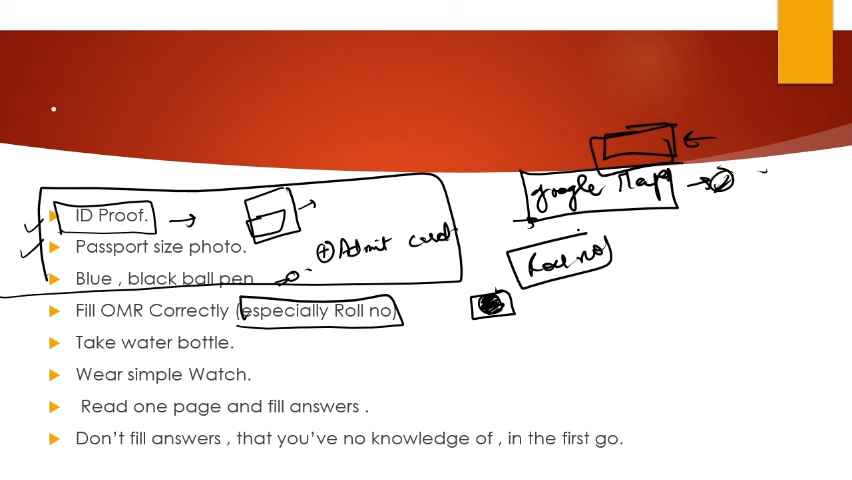 google Maps
ID Proof.
Passport size photo.
⊕ Admit card
Roll no
Blue , black ball pen
Fill OMR Correctly (especially Roll no)
Take water bottle.
Wear simple Watch.
Read one page and fill answers .
Don't fill answers , that you've no knowledge of , in the first go.